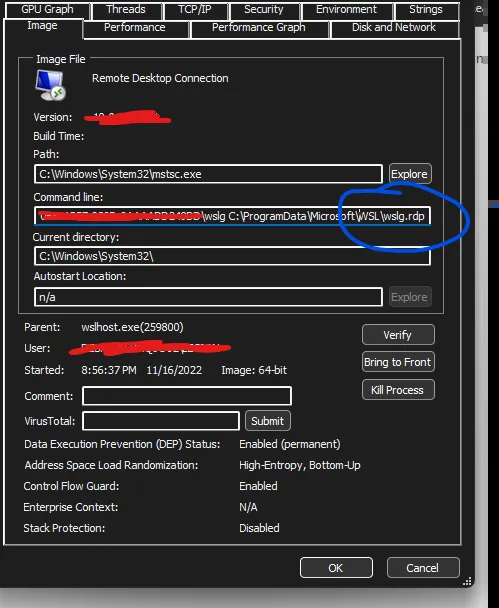 GPU Graph Threads TCP/IP Security Environment Strings
Image Performance Performance Graph Disk and Network
Image File
Remote Desktop Connection
Version:
Build Time:
Path:
C:\Windows\System32\mstsc.exe Explore
Command line:
\wslg C:\ProgramData\Microsoft\WSL\wslg.rdp
Current directory:
C:\Windows\System32\
Autostart Location:
n/a Explore
Parent: wslhost.exe(259800)
Verify
User:
Bring to Front
Started: 8:56:37 PM 11/16/2022 Image: 64-bit
Kill Process
Comment:
VirusTotal: Submit
Data Execution Prevention (DEP) Status: Enabled (permanent)
Address Space Load Randomization: High-Entropy, Bottom-Up
Control Flow Guard: Enabled
Enterprise Context: N/A
Stack Protection: Disabled
OK Cancel